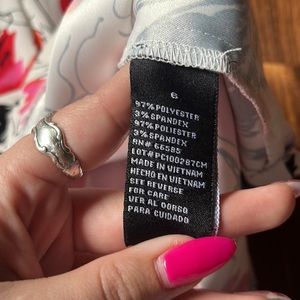 6
97% POLYESTER
3% SPANDEX
97% POLIESTER
3% SPANDEX
RN# 66585
LOT# PC100287CM
MADE IN VIETNAM
HECHO EN VIETNAM
SEE REVERSE
FOR CARE
VER AL DORSO
PARA CUIDADO